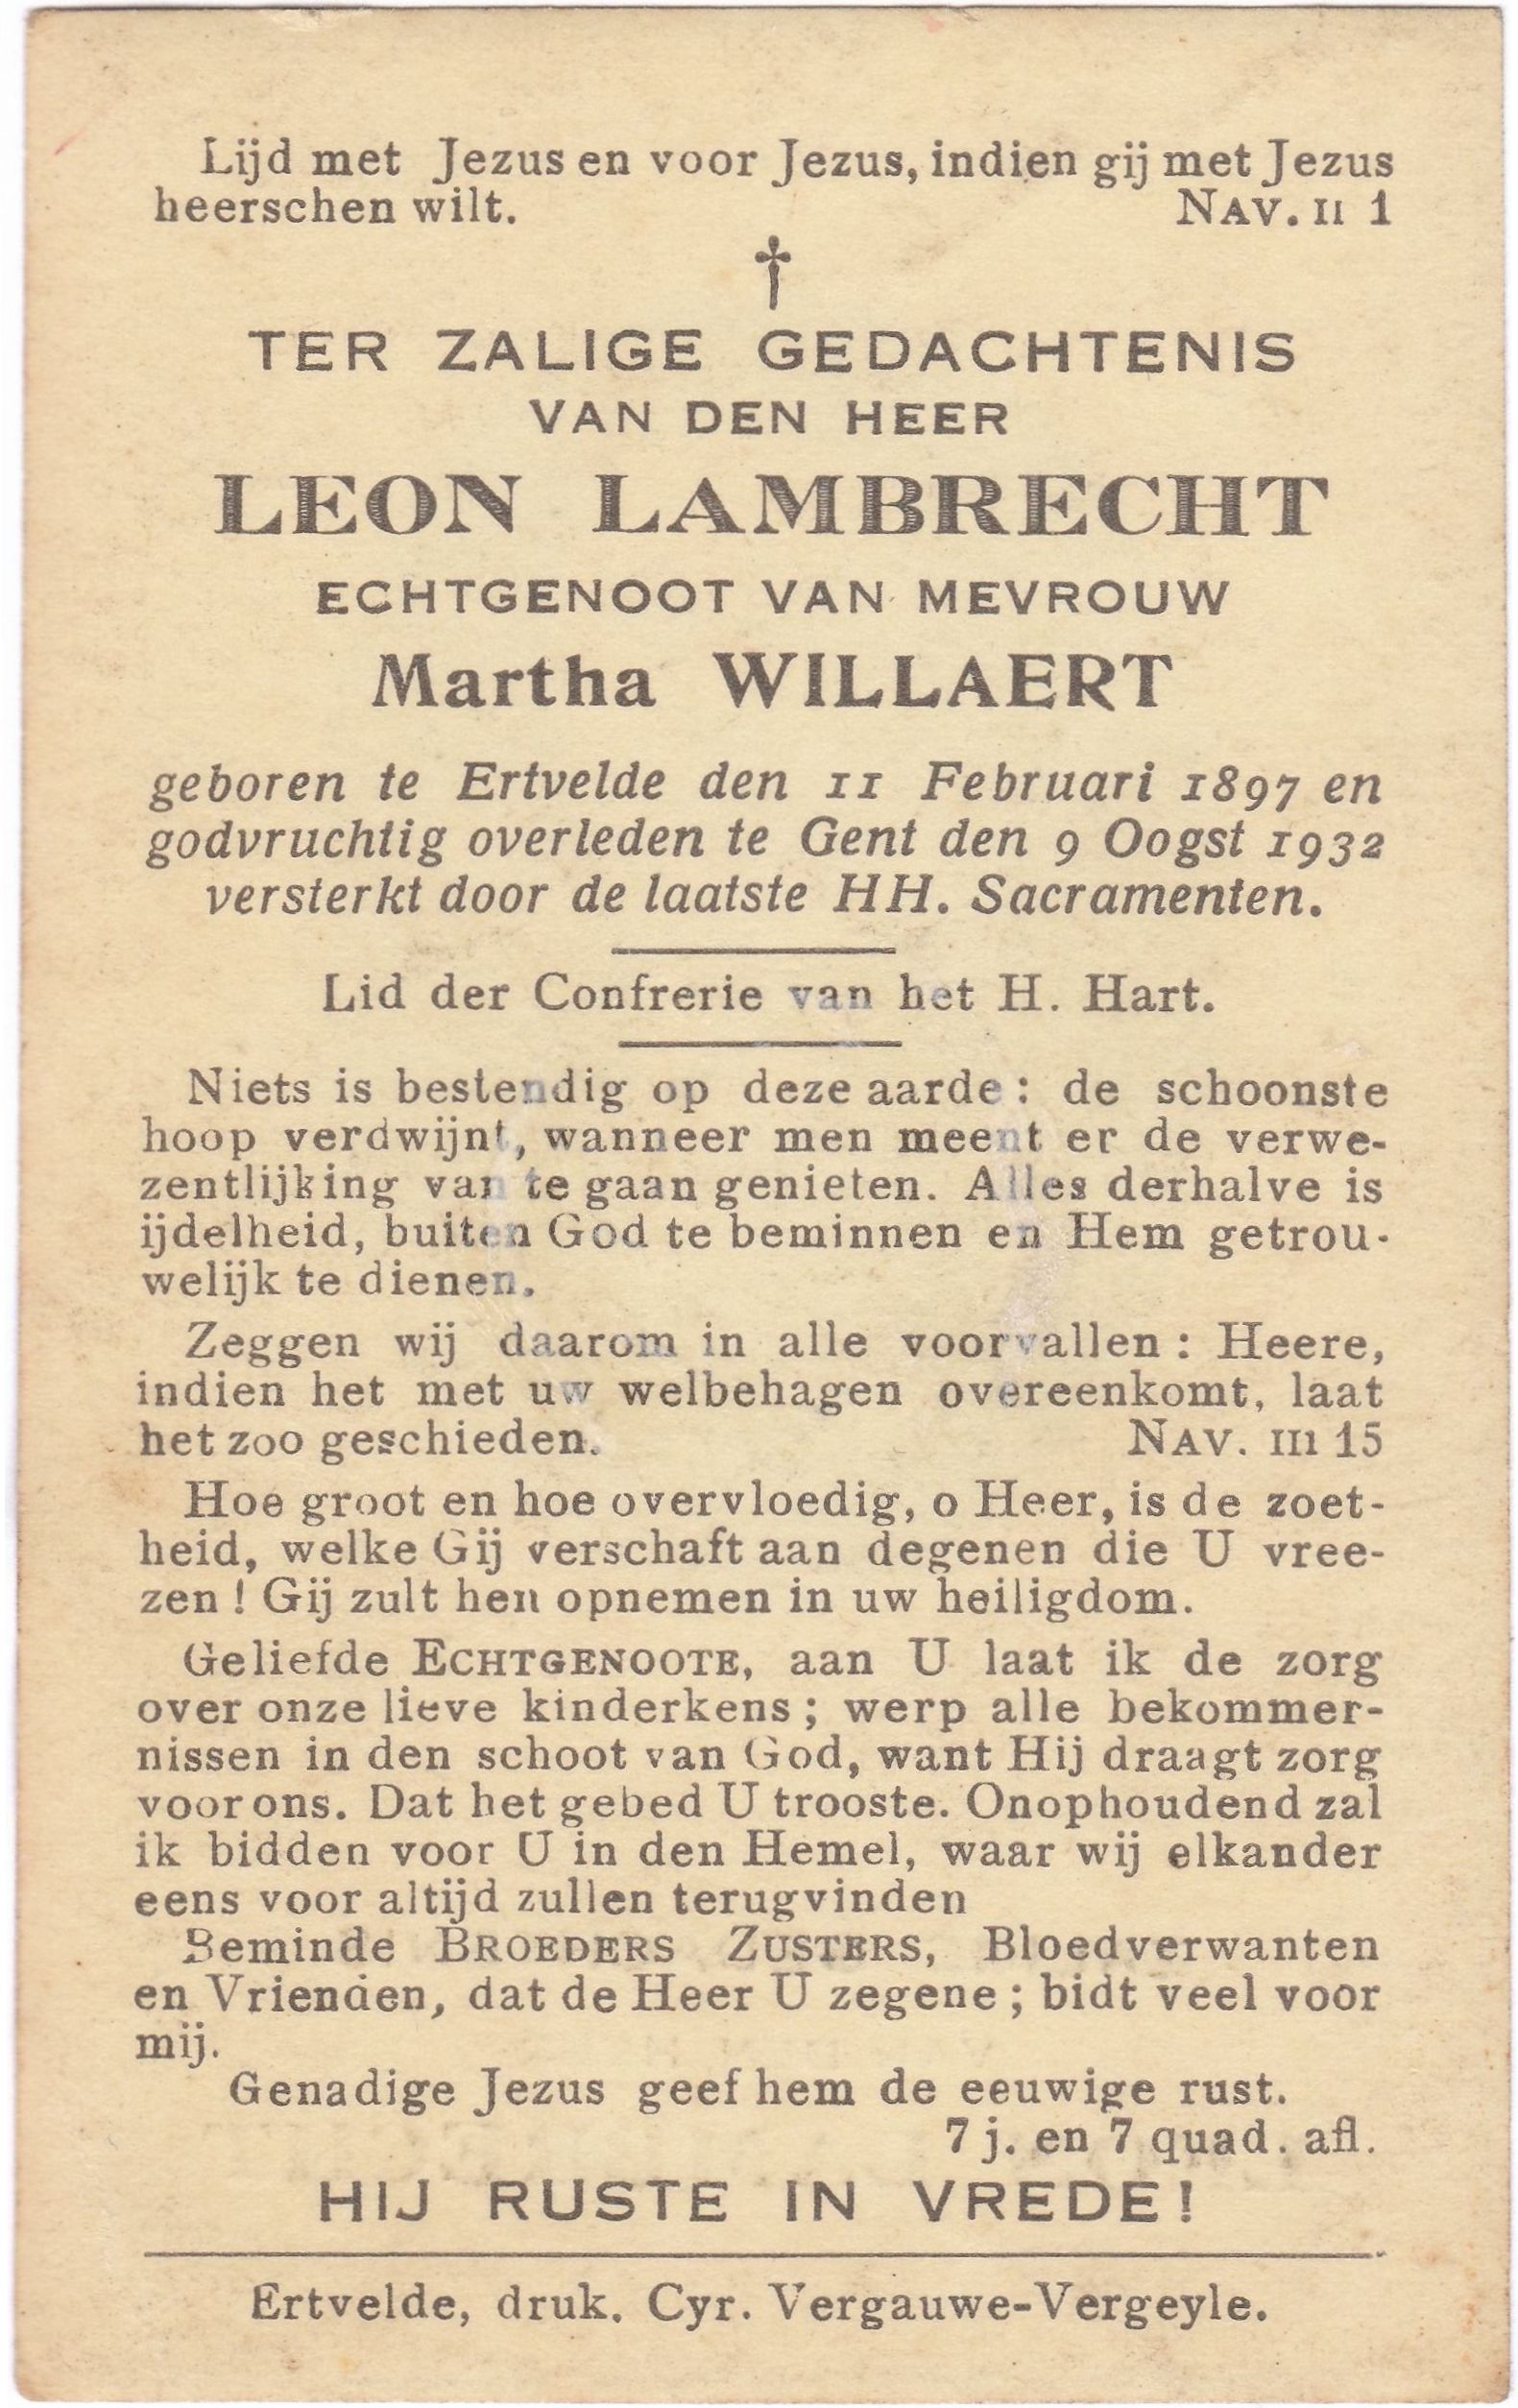 Lijd met Jezus en voor Jezus, indien gij met Jezus
heerschen wilt. NAV. II 1
†
TER ZALIGE GEDACHTENIS
VAN DEN HEER
LEON LAMBRECHT
ECHTGENOOT VAN MEVROUW
Martha WILLAERT
geboren te Ertvelde den 11 Februari 1897 en
godvruchtig overleden te Gent den 9 Oogst 1932
versterkt door de laatste HH. Sacramenten.
Lid der Confrerie van het H. Hart.
Niets is bestendig op deze aarde: de schoonste
hoop verdwijnt, wanneer men meent er de verwe-
zentlijking van te gaan genieten. Alles derhalve is
ijdelheid, buiten God te beminnen en Hem getrou-
welijk te dienen.
Zeggen wij daarom in alle voorvallen: Heere,
indien het met uw welbehagen overeenkomt, laat
het zoo geschieden. NAV. III 15
Hoe groot en hoe overvloedig, o Heer, is de zoet-
heid, welke Gij verschaft aan degenen die U vree-
zen! Gij zult hen opnemen in uw heiligdom.
Geliefde ECHTGENOOTE, aan U laat ik de zorg
over onze lieve kinderkens; werp alle bekommer-
nissen in den schoot van God, want Hij draagt zorg
voor ons. Dat het gebed U trooste. Onophoudend zal
ik bidden voor U in den Hemel, waar wij elkander
eens voor altijd zullen terugvinden
Beminde BROEDERS ZUSTERS, Bloedverwanten
en Vrienden, dat de Heer U zegene; bidt veel voor
mij.
Genadige Jezus geef hem de eeuwige rust.
7 j. en 7 quad. afl.
HIJ RUSTE IN VREDE!
Ertvelde, druk. Cyr. Vergauwe-Vergeyle.